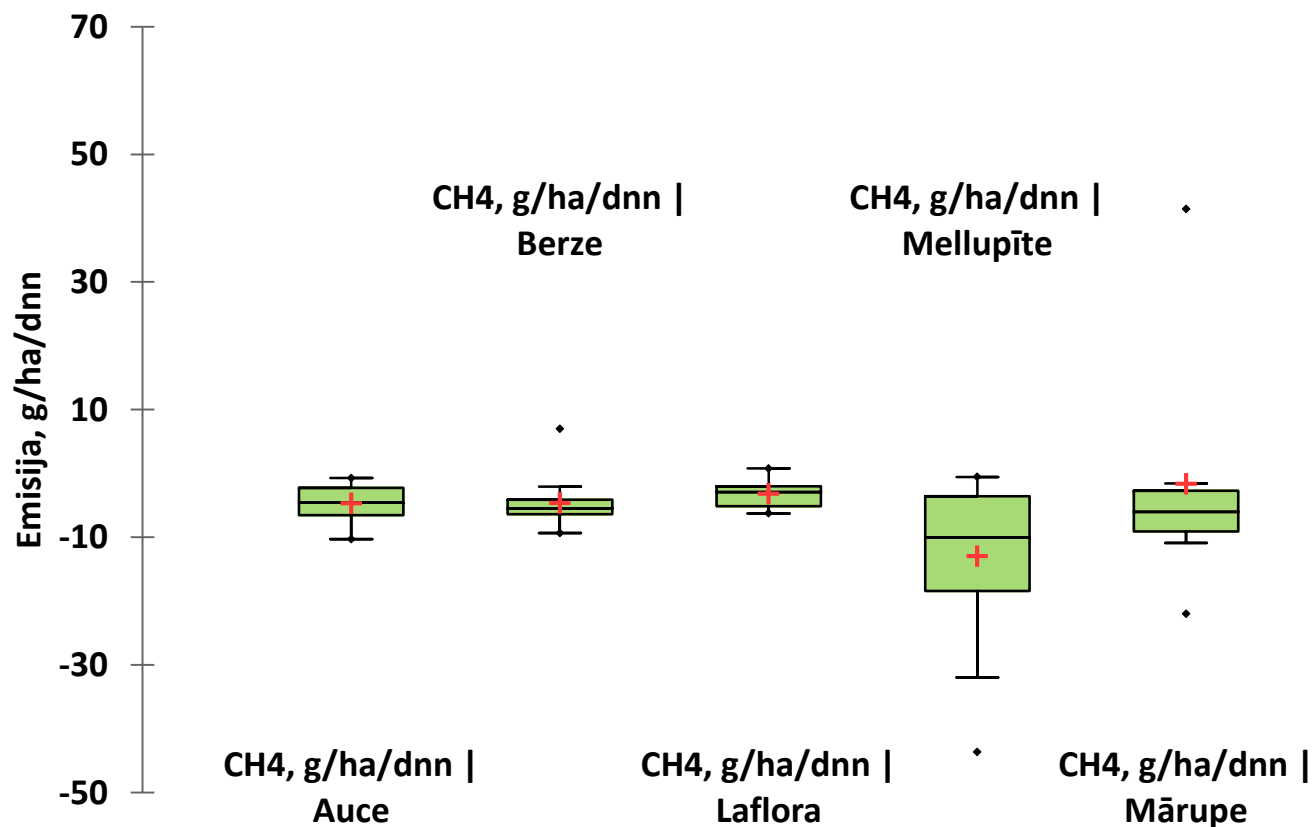 70
50
30
10
-10
-30
-50
Emisija, g/ha/dnn
CH4, g/ha/dnn |
Berze
CH4, g/ha/dnn |
Mellupīte
CH4, g/ha/dnn |
Auce
CH4, g/ha/dnn |
Laflora
CH4, g/ha/dnn |
Mārupe